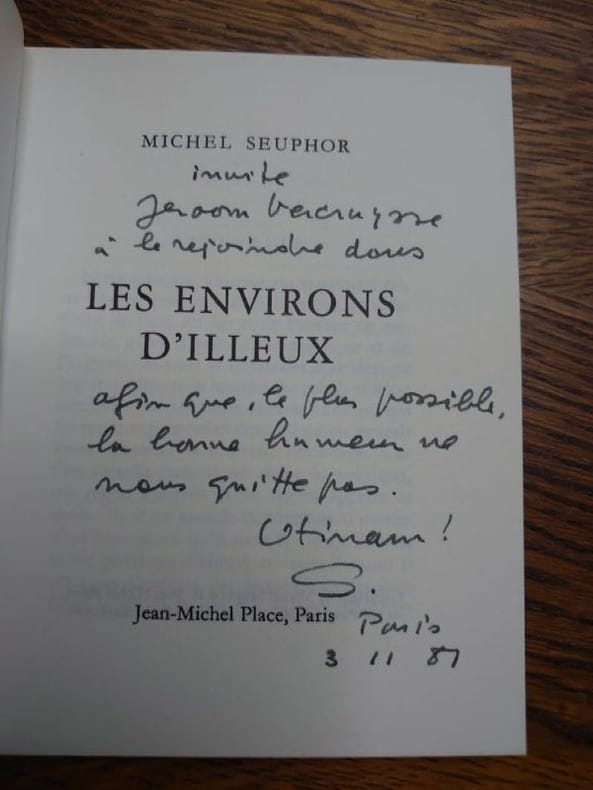 MICHEL SEUPHOR
invite
Jeroom Vercruysse
à le rejoindre dans
LES ENVIRONS
D'ILLEUX
afin que, le plus possible,
la bonne humeur ne
nous quitte pas.
Utinam !
S.
Jean-Michel Place, Paris
Paris
3 11 87